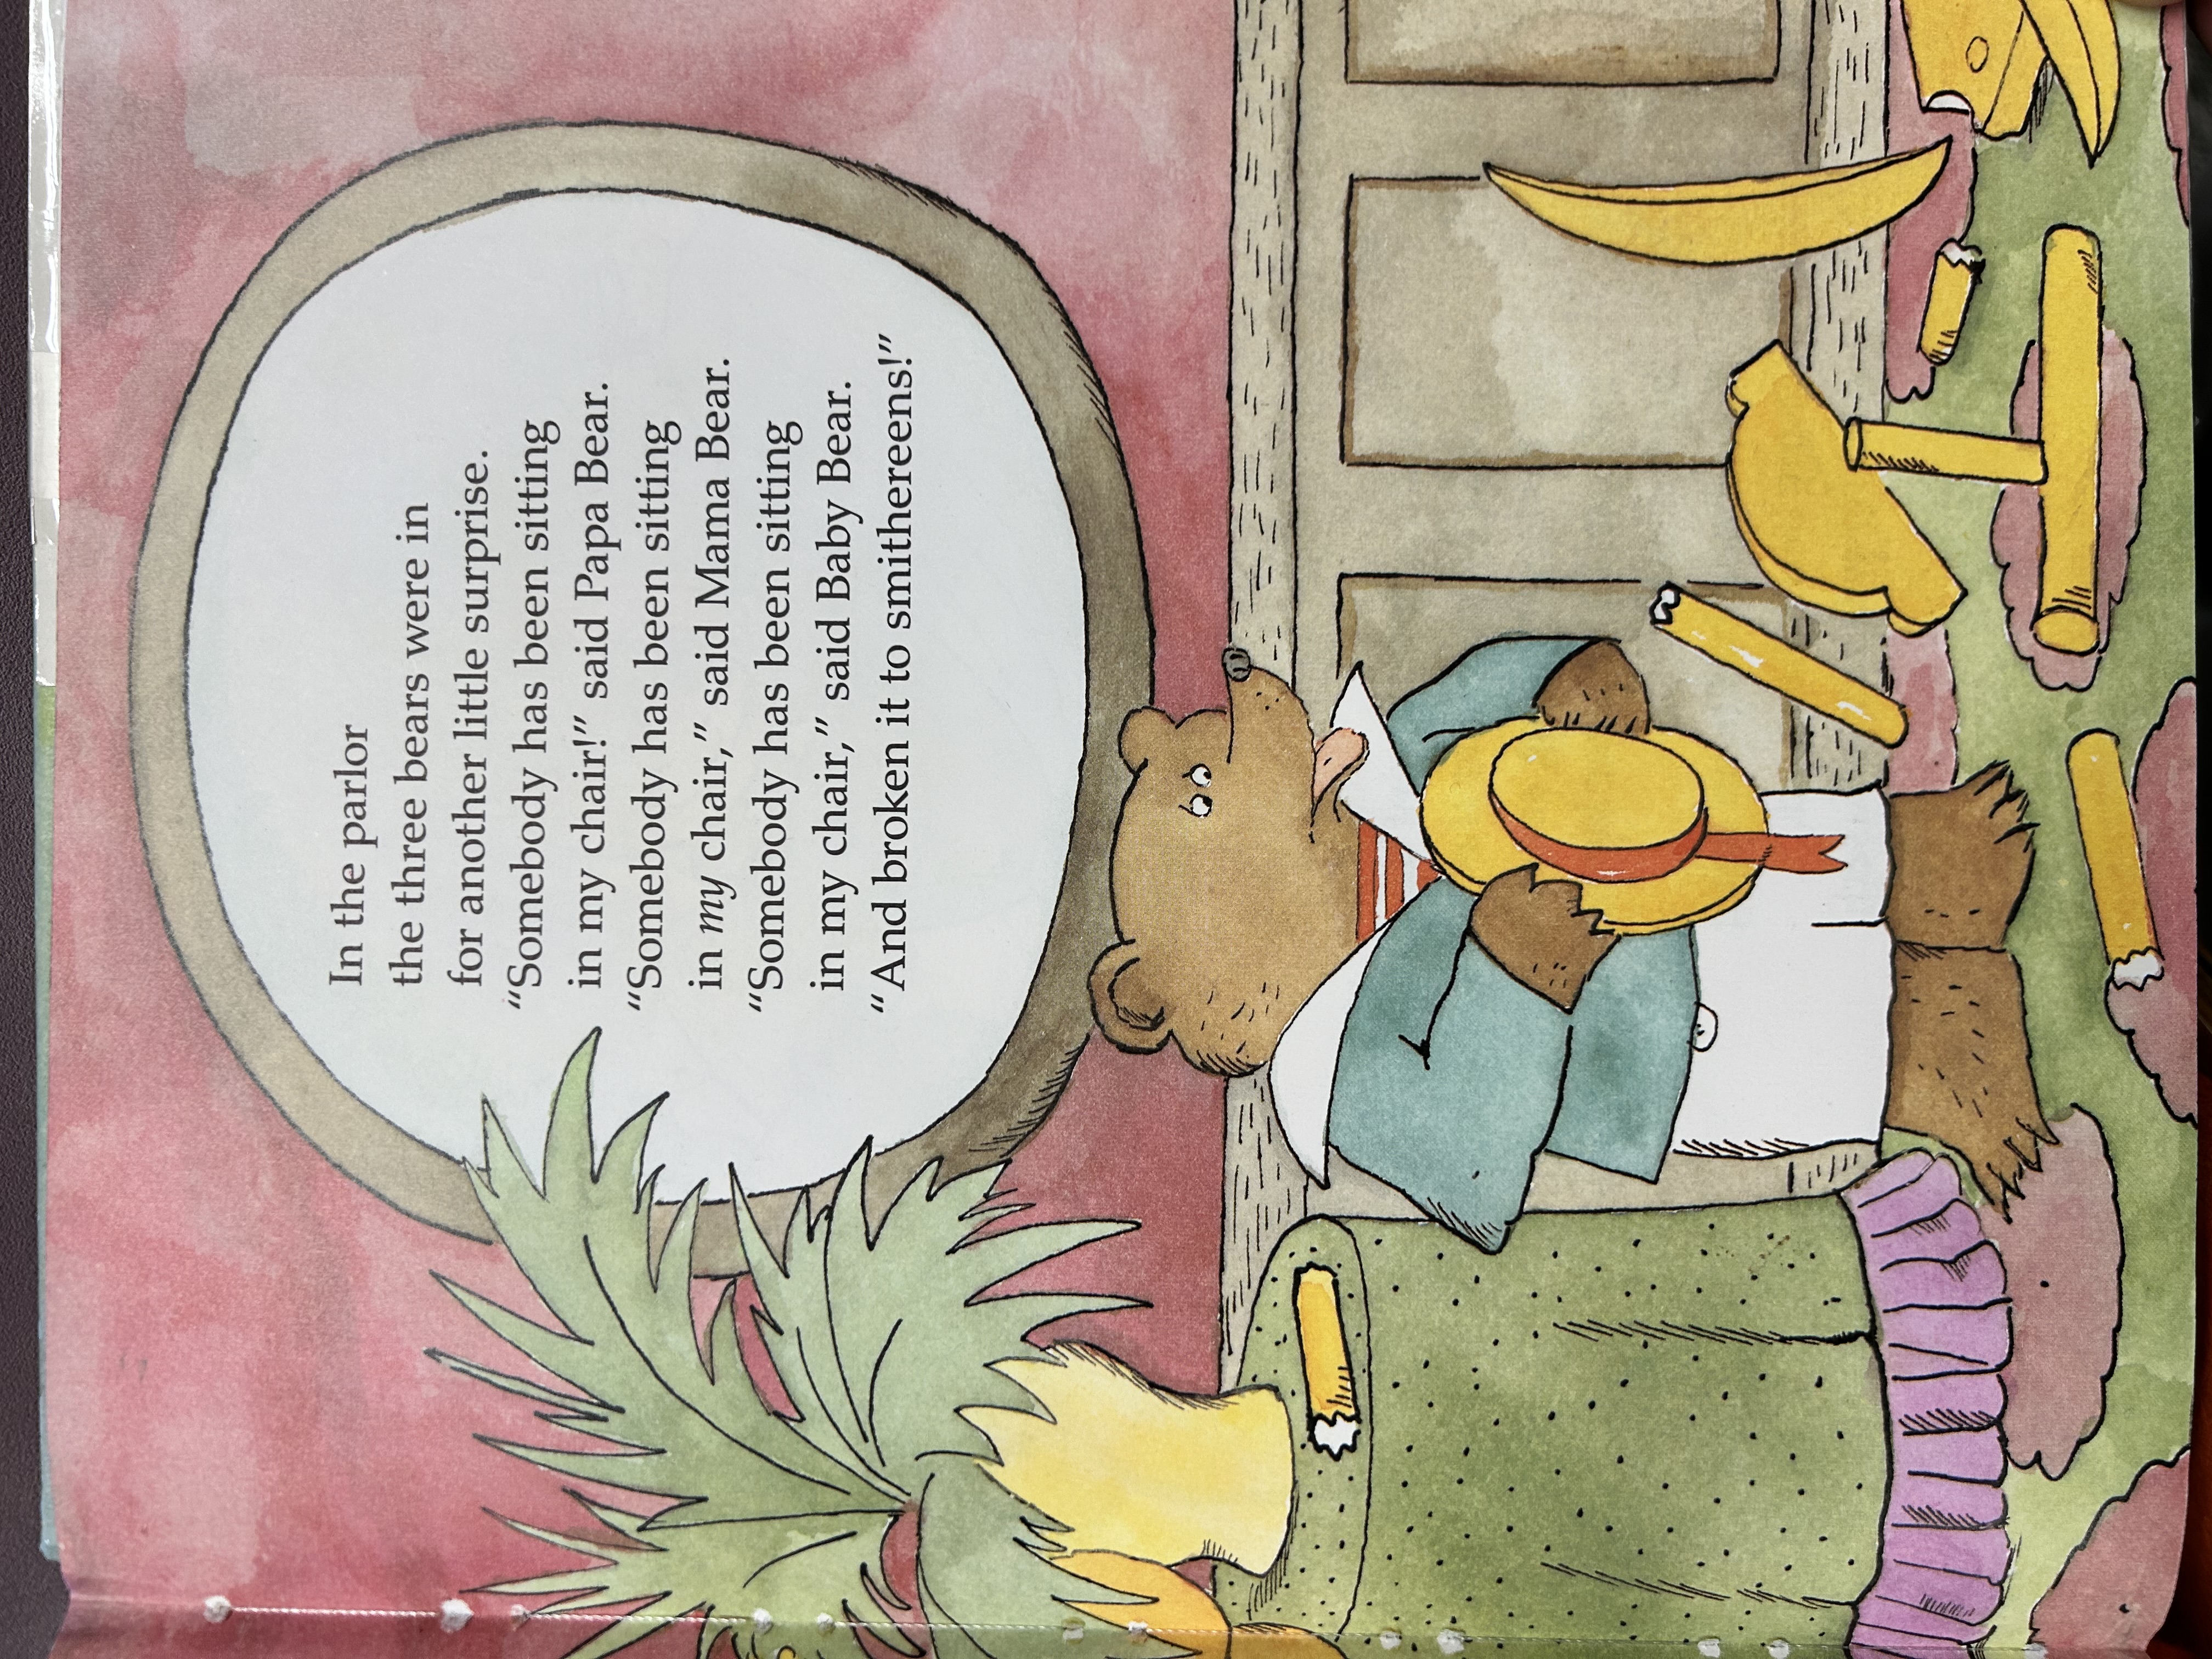 In the parlor
the three bears were in
for another little surprise.
“Somebody has been sitting
in my chair!” said Papa Bear.
“Somebody has been sitting
in my chair,” said Mama Bear.
“Somebody has been sitting
in my chair,” said Baby Bear.
“And broken it to smithereens!”